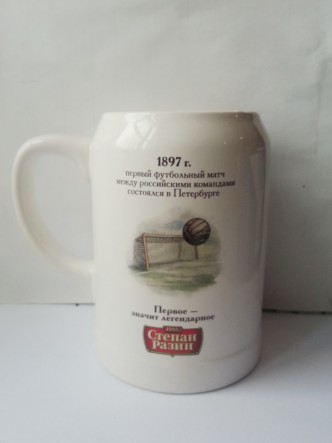 1897 г.
первый футбольный матч
между российскими командами
состоялся в Петербурге
Первое —
значит легендарное
Степан
Разин